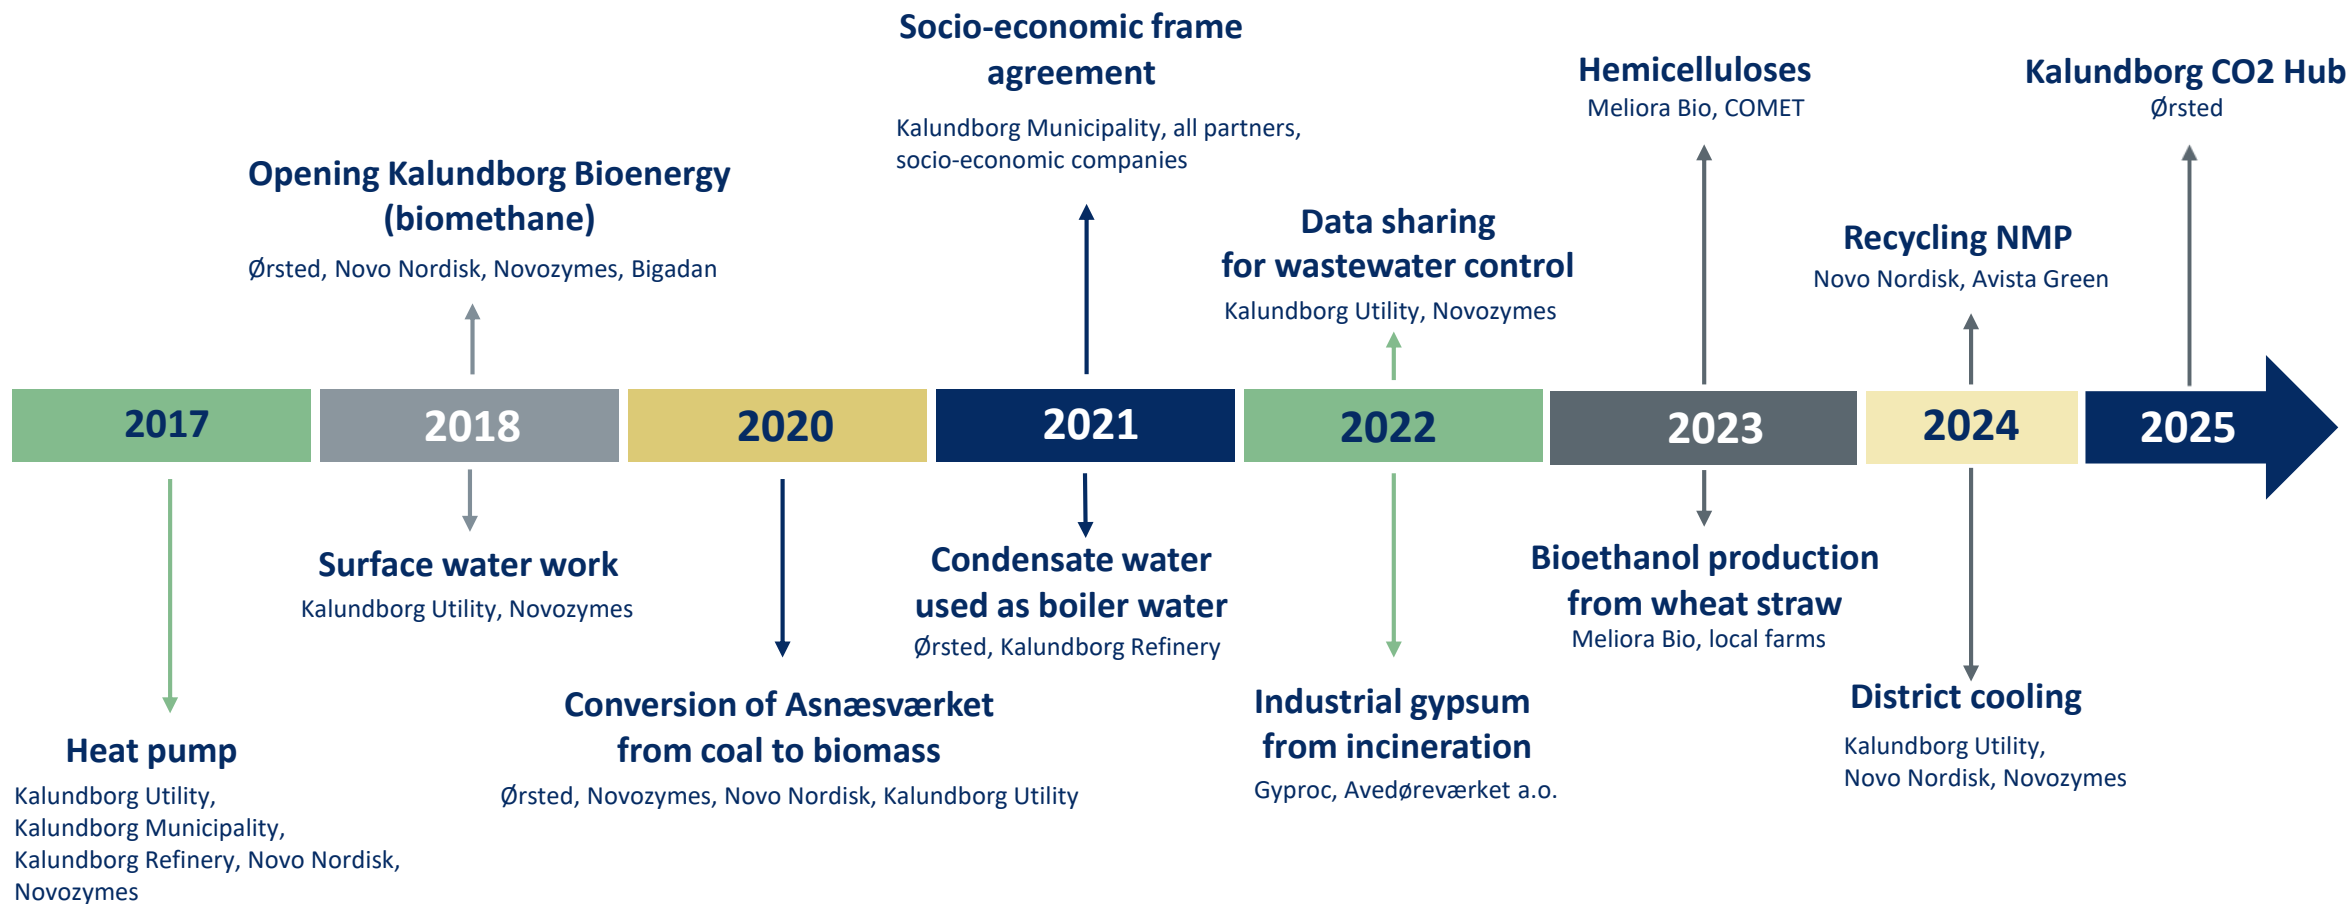 Socio-economic frame
agreement
Kalundborg Municipality, all partners,
socio-economic companies
Hemicelluloses
Meliora Bio, COMET
Kalundborg CO2 Hub
Ørsted
Opening Kalundborg Bioenergy
(biomethane)
Ørsted, Novo Nordisk, Novozymes, Bigadan
Data sharing
for wastewater control
Kalundborg Utility, Novozymes
Recycling NMP
Novo Nordisk, Avista Green
2017
2018
2020
2021
2022
2023
2024
2025
Surface water work
Kalundborg Utility, Novozymes
Condensate water
used as boiler water
Ørsted, Kalundborg Refinery
Bioethanol production
from wheat straw
Meliora Bio, local farms
Heat pump
Kalundborg Utility,
Kalundborg Municipality,
Kalundborg Refinery, Novo Nordisk,
Novozymes
Conversion of Asnæsværket
from coal to biomass
Ørsted, Novozymes, Novo Nordisk, Kalundborg Utility
Industrial gypsum
from incineration
Gyproc, Avedøreværket a.o.
District cooling
Kalundborg Utility,
Novo Nordisk, Novozymes